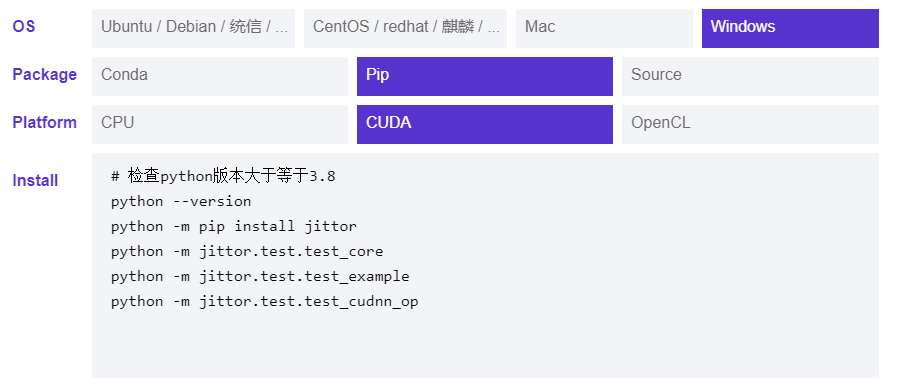 OS Ubuntu / Debian / 统信 / ... CentOS / redhat / 麒麟 / ... Mac Windows
Package Conda Pip Source
Platform CPU CUDA OpenCL
Install
# 检查python版本大于等于3.8
python --version
python -m pip install jittor
python -m jittor.test.test_core
python -m jittor.test.test_example
python -m jittor.test.test_cudnn_op